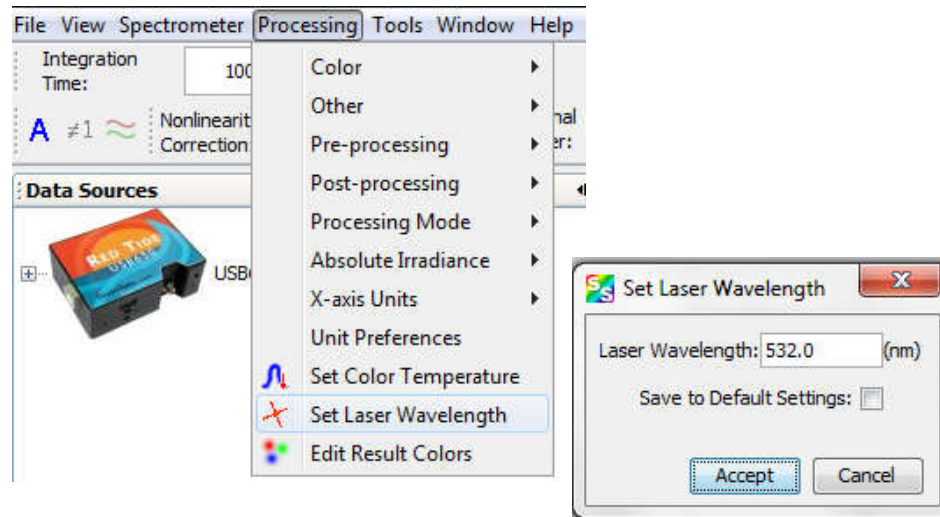 File View Spectrometer Processing Tools Window Help
Integration
Time:
100
Nonlinearit
Correction
nal
er:
A ≠1
Data Sources
RED TIDE
USB650
USB
Color
Other
Pre-processing
Post-processing
Processing Mode
Absolute Irradiance
X-axis Units
Unit Preferences
Set Color Temperature
Set Laser Wavelength
Edit Result Colors
Set Laser Wavelength
Laser Wavelength: 532.0 (nm)
Save to Default Settings:
Accept Cancel